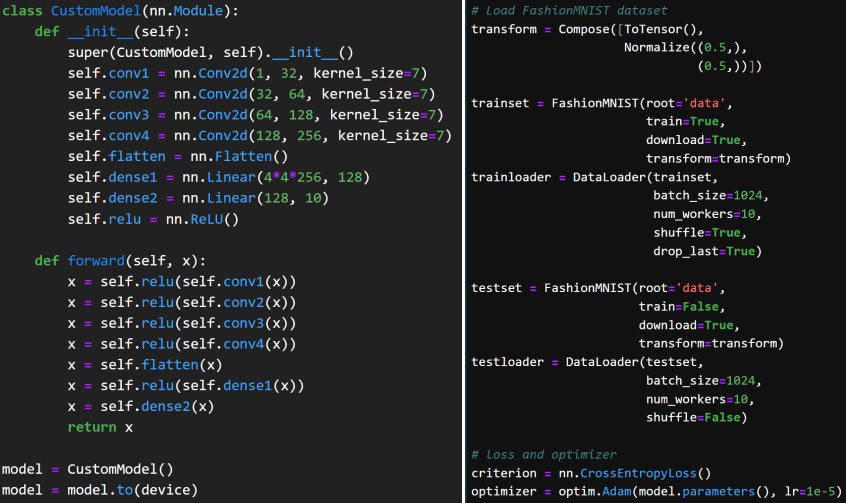 class CustomModel(nn.Module):
    def __init__(self):
        super(CustomModel, self).__init__()
        self.conv1 = nn.Conv2d(1, 32, kernel_size=7)
        self.conv2 = nn.Conv2d(32, 64, kernel_size=7)
        self.conv3 = nn.Conv2d(64, 128, kernel_size=7)
        self.conv4 = nn.Conv2d(128, 256, kernel_size=7)
        self.flatten = nn.Flatten()
        self.dense1 = nn.Linear(4*4*256, 128)
        self.dense2 = nn.Linear(128, 10)
        self.relu = nn.ReLU()

    def forward(self, x):
        x = self.relu(self.conv1(x))
        x = self.relu(self.conv2(x))
        x = self.relu(self.conv3(x))
        x = self.relu(self.conv4(x))
        x = self.flatten(x)
        x = self.relu(self.dense1(x))
        x = self.dense2(x)
        return x

model = CustomModel()
model = model.to(device)
# Load FashionMNIST dataset
transform = Compose([ToTensor(),
                     Normalize((0.5,),
                               (0.5,))])

trainset = FashionMNIST(root='data',
                        train=True,
                        download=True,
                        transform=transform)
trainloader = DataLoader(trainset,
                         batch_size=1024,
                         num_workers=10,
                         shuffle=True,
                         drop_last=True)

testset = FashionMNIST(root='data',
                       train=False,
                       download=True,
                       transform=transform)
testloader = DataLoader(testset,
                        batch_size=1024,
                        num_workers=10,
                        shuffle=False)

# Loss and optimizer
criterion = nn.CrossEntropyLoss()
optimizer = optim.Adam(model.parameters(), lr=1e-5)